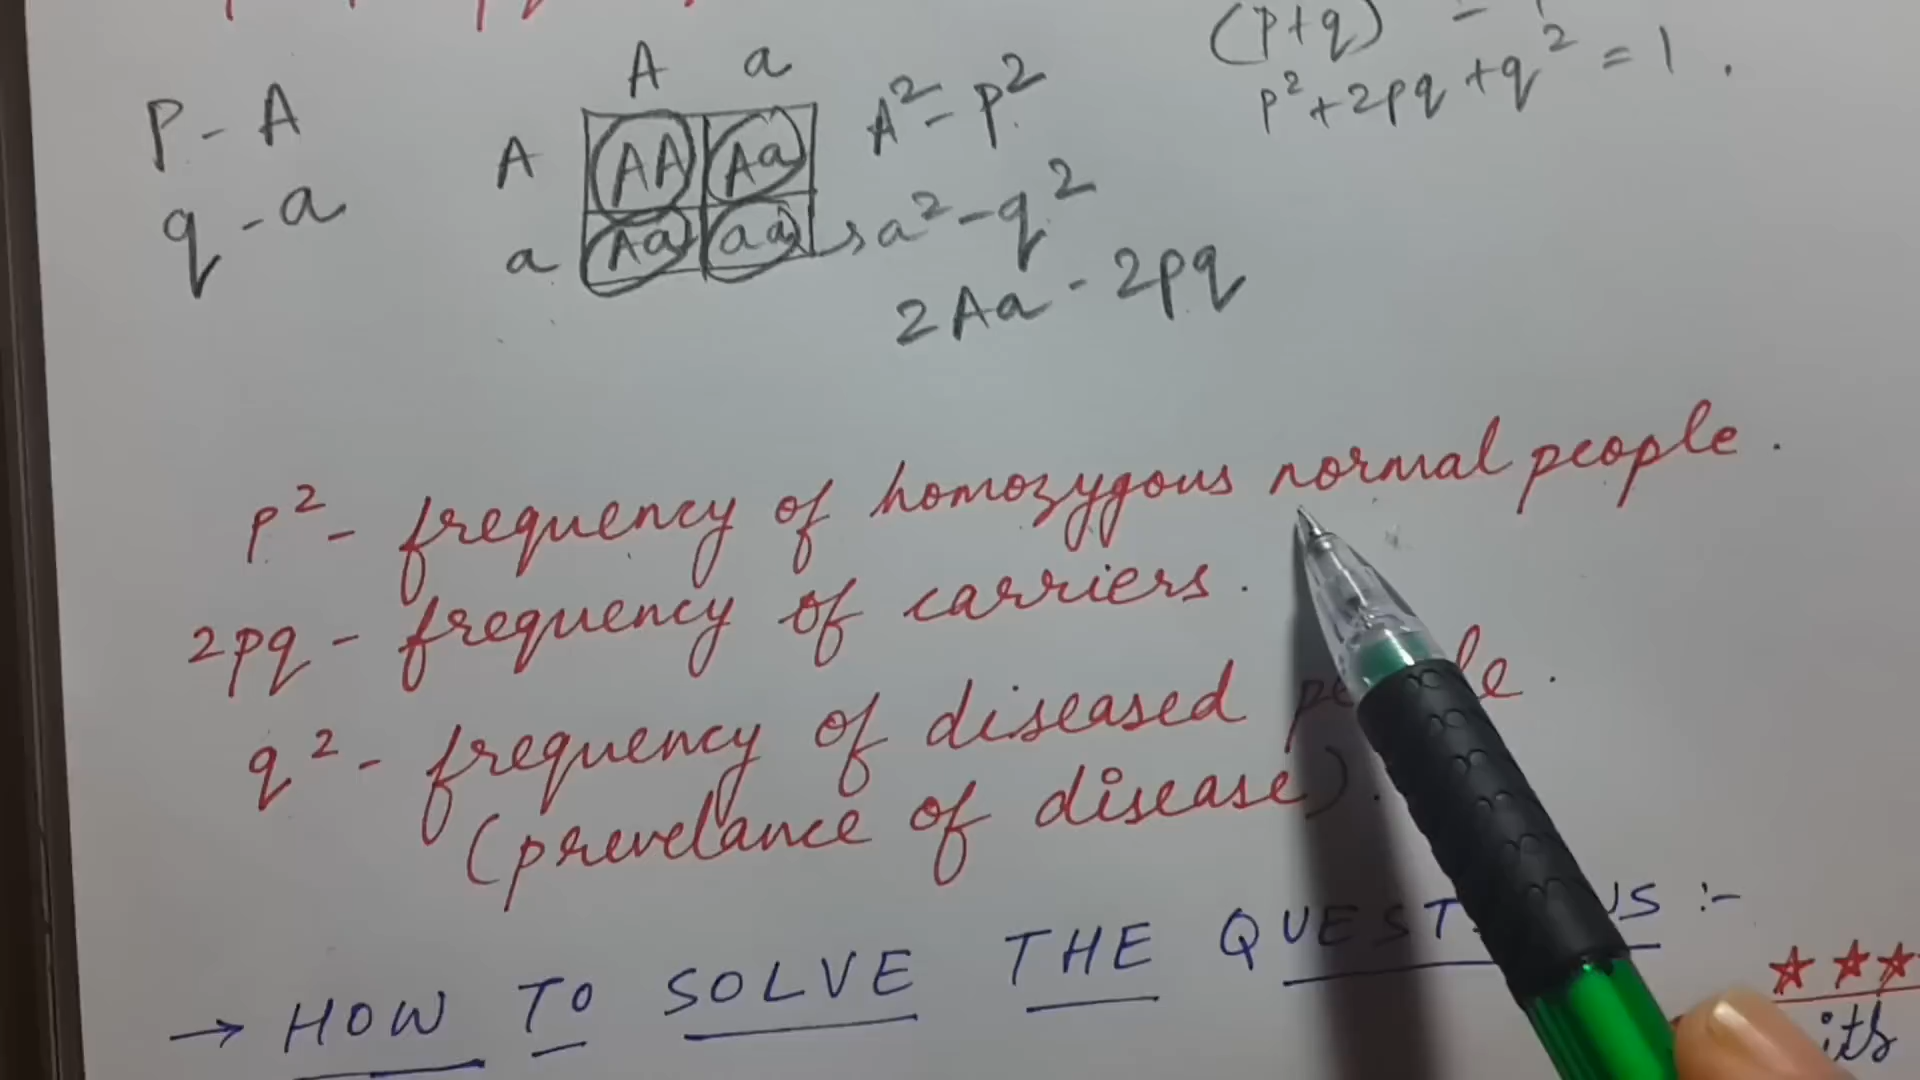 (p+q)
p² + 2pq + q² = 1 .
A a
P - A
A AA Aa A² - p²
q - a
a Aa aa a² - q²
2Aa - 2pq
p² - frequency of homozygous normal people .
2pq - frequency of carriers .
q² - frequency of diseased
(prevelance of disease) .
→ HOW TO SOLVE THE :-
★★★